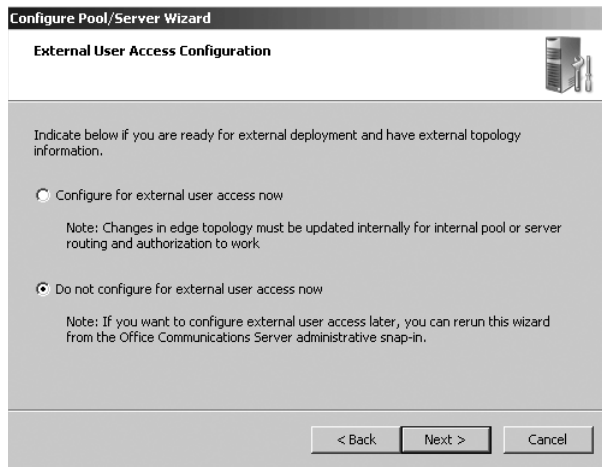 Configure Pool/Server Wizard
External User Access Configuration
Indicate below if you are ready for external deployment and have external topology
information.
Configure for external user access now
Note: Changes in edge topology must be updated internally for internal pool or server
routing and authorization to work
Do not configure for external user access now
Note: If you want to configure external user access later, you can rerun this wizard
from the Office Communications Server administrative snap-in.
< Back Next > Cancel